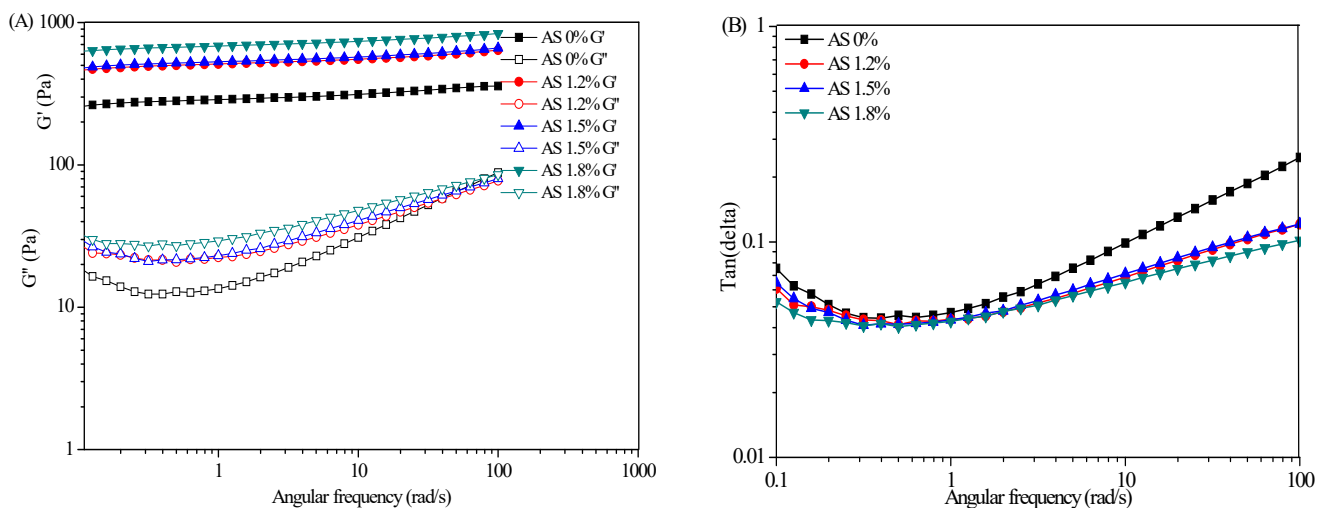 (A)
1000
100
10
1
G' (Pa)
G'' (Pa)
1
10
100
1000
Angular frequency (rad/s)
AS 0% G'
AS 0% G''
AS 1.2% G'
AS 1.2% G''
AS 1.5% G'
AS 1.5% G''
AS 1.8% G'
AS 1.8% G''
(B)
1
0.1
0.01
Tan(delta)
0.1
1
10
100
Angular frequency (rad/s)
AS 0%
AS 1.2%
AS 1.5%
AS 1.8%